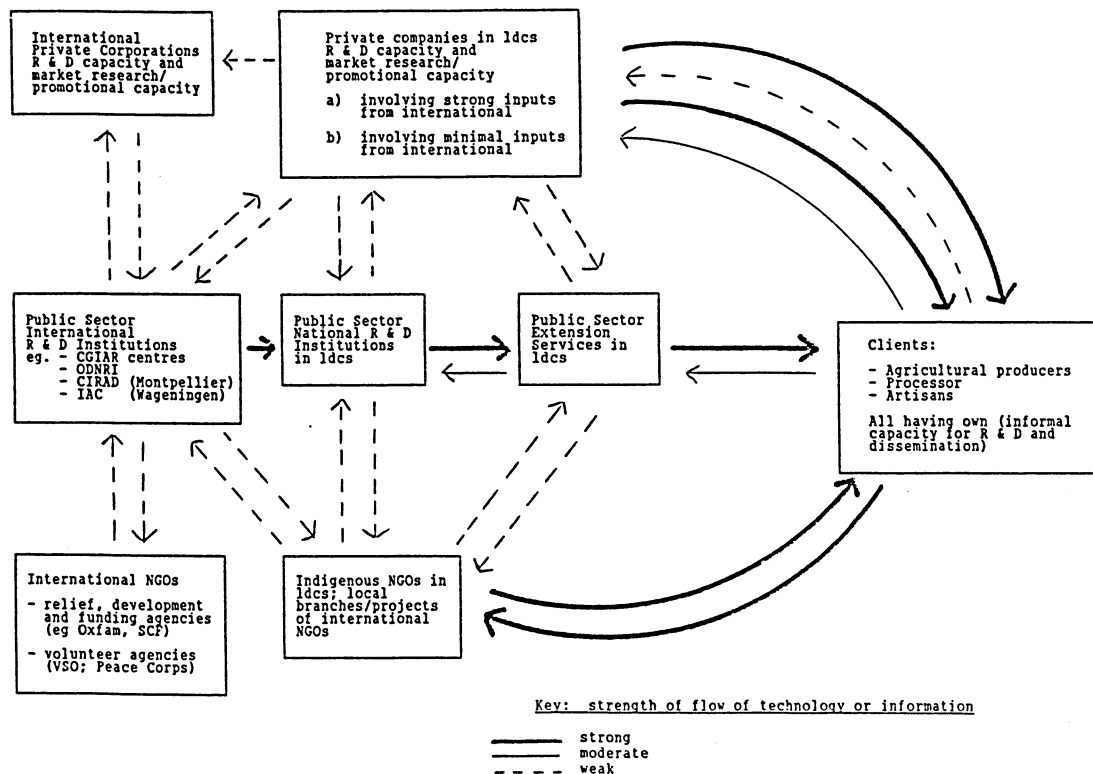 International
Private Corporations
R & D capacity and
market research/
promotional capacity
Private companies in ldcs
R & D capacity and
market research/
promotional capacity
a) involving strong inputs
from international
b) involving minimal inputs
from international
Public Sector
International
R & D Institutions
eg. - CGIAR centres
- ODNRI
- CIRAD (Montpellier)
- IAC (Wageningen)
Public Sector
National R & D
Institutions
in ldcs
Public Sector
Extension
Services in
ldcs
Clients:
- Agricultural producers
- Processor
- Artisans
All having own (informal
capacity for R & D and
dissemination)
International NGOs
- relief, development
and funding agencies
(eg Oxfam, SCF)
- volunteer agencies
(VSO; Peace Corps)
Indigenous NGOs in
ldcs; local
branches/projects
of international
NGOs
Key: strength of flow of technology or information
strong
moderate
weak